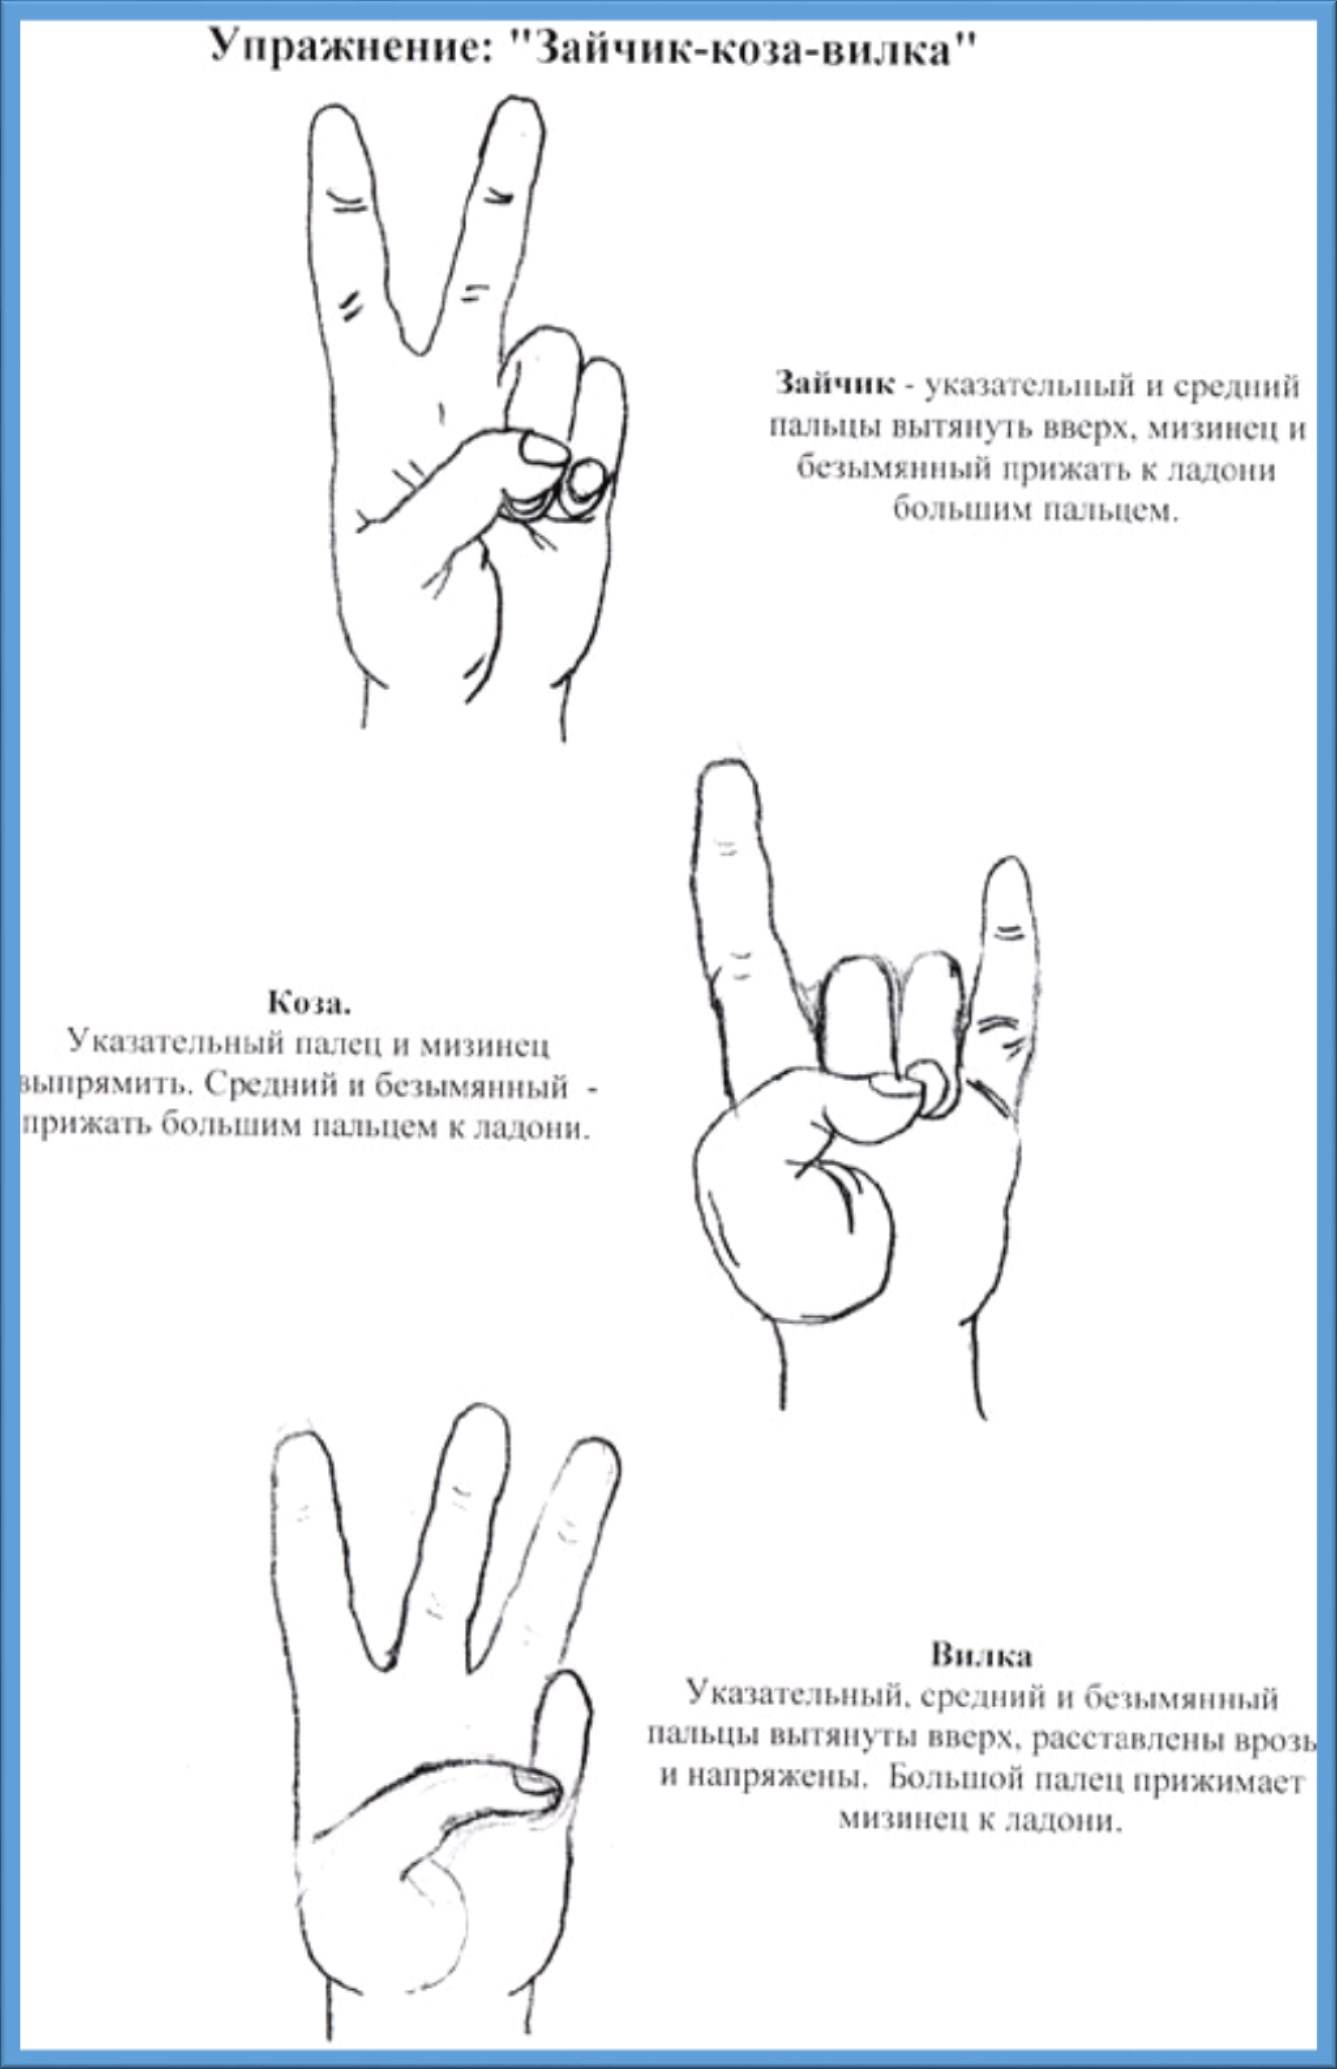 Упражнение: "Зайчик-коза-вилка"
Зайчик - указательный и средний
пальцы вытянуть вверх, мизинец и
безымянный прижать к ладони
большим пальцем.
Коза.
Указательный палец и мизинец
выпрямить. Средний и безымянный -
прижать большим пальцем к ладони.
Вилка
Указательный, средний и безымянный
пальцы вытянуты вверх, расставлены врозь
и напряжены. Большой палец прижимает
мизинец к ладони.